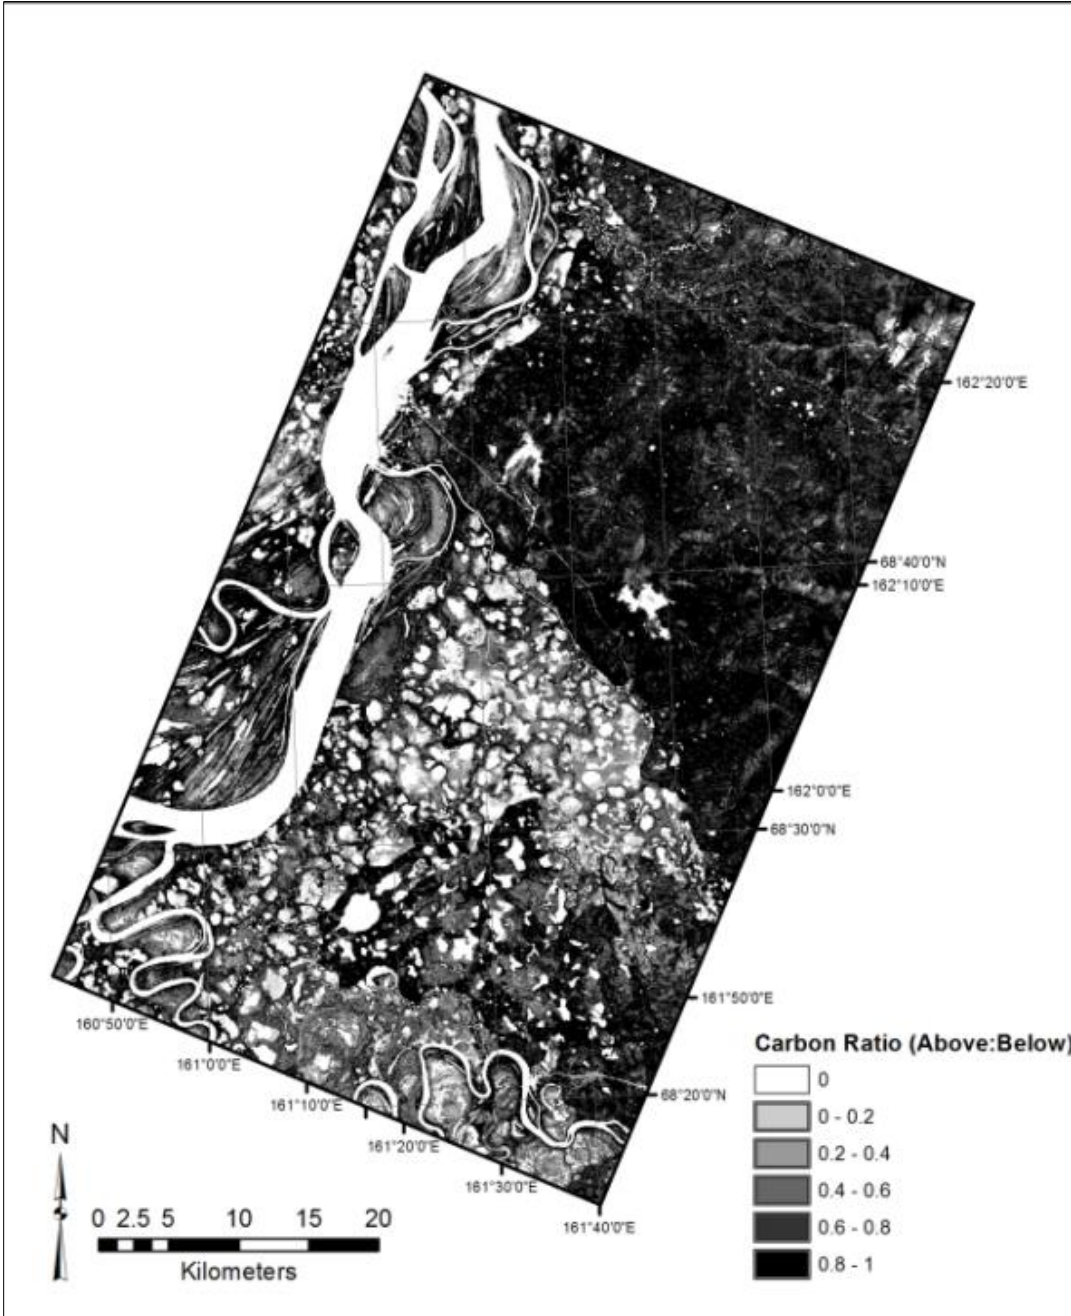 162°20'0"E
68°40'0"N
162°10'0"E
162°0'0"E
68°30'0"N
161°50'0"E
160°50'0"E
161°0'0"E
161°10'0"E
161°20'0"E
161°30'0"E
161°40'0"E
68°20'0"N
Carbon Ratio (Above:Below)
0
0 - 0.2
0.2 - 0.4
0.4 - 0.6
0.6 - 0.8
0.8 - 1
N
0 2.5 5 10 15 20
Kilometers